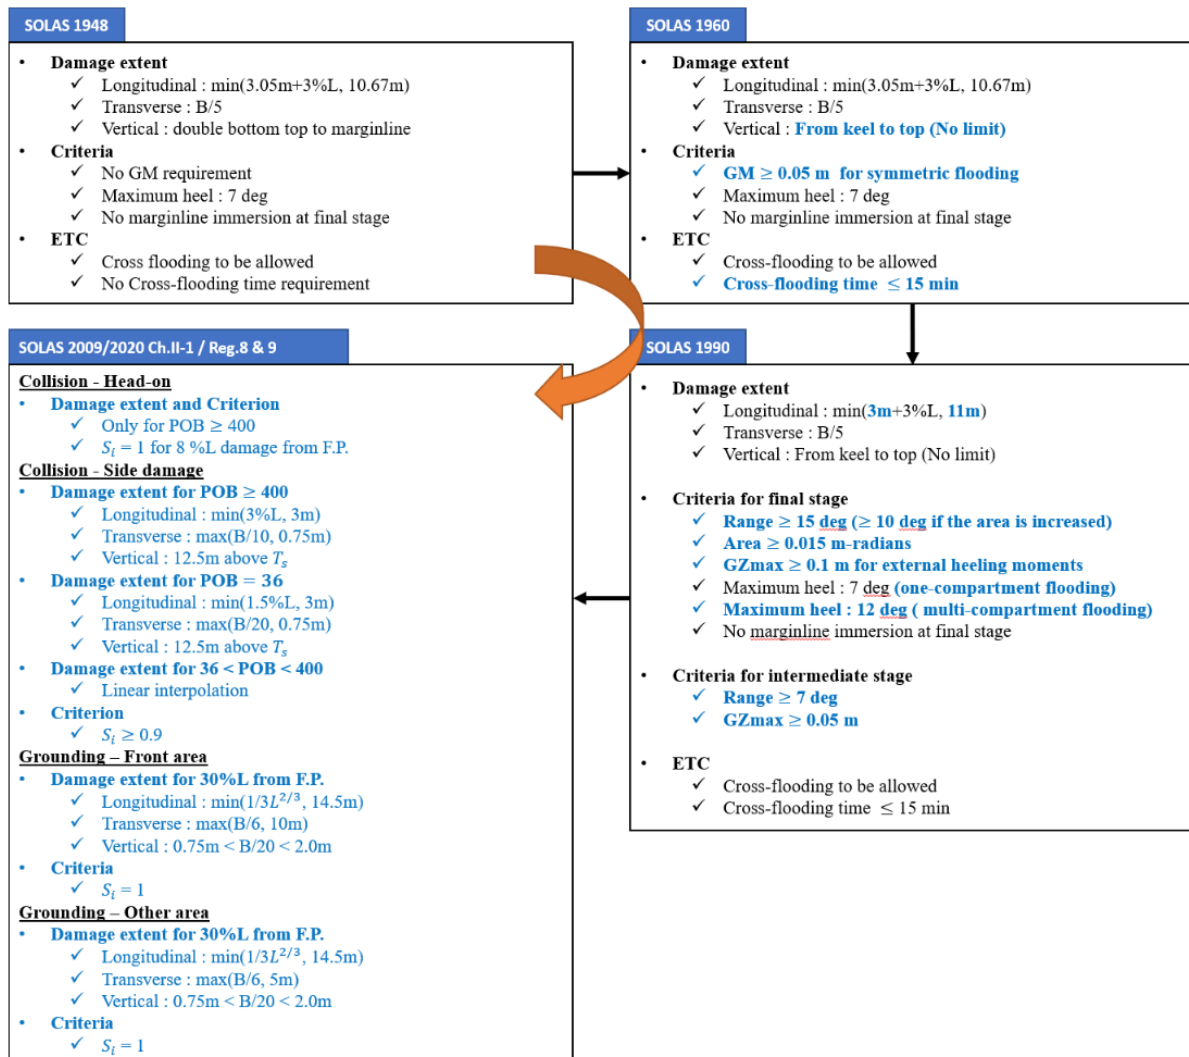 SOLAS 1948
• Damage extent
✓ Longitudinal : min(3.05m+3%L, 10.67m)
✓ Transverse : B/5
✓ Vertical : double bottom top to marginline
• Criteria
✓ No GM requirement
✓ Maximum heel : 7 deg
✓ No marginline immersion at final stage
• ETC
✓ Cross flooding to be allowed
✓ No Cross-flooding time requirement
SOLAS 1960
• Damage extent
✓ Longitudinal : min(3.05m+3%L, 10.67m)
✓ Transverse : B/5
✓ Vertical : From keel to top (No limit)
• Criteria
✓ GM ≥ 0.05 m for symmetric flooding
✓ Maximum heel : 7 deg
✓ No marginline immersion at final stage
• ETC
✓ Cross-flooding to be allowed
✓ Cross-flooding time ≤ 15 min
SOLAS 1990
• Damage extent
✓ Longitudinal : min(3m+3%L, 11m)
✓ Transverse : B/5
✓ Vertical : From keel to top (No limit)
• Criteria for final stage
✓ Range ≥ 15 deg (≥ 10 deg if the area is increased)
✓ Area ≥ 0.015 m-radians
✓ GZmax ≥ 0.1 m for external heeling moments
✓ Maximum heel : 7 deg (one-compartment flooding)
✓ Maximum heel : 12 deg ( multi-compartment flooding)
✓ No marginline immersion at final stage
• Criteria for intermediate stage
✓ Range ≥ 7 deg
✓ GZmax ≥ 0.05 m
• ETC
✓ Cross-flooding to be allowed
✓ Cross-flooding time ≤ 15 min
SOLAS 2009/2020 Ch.II-1 / Reg.8 & 9
Collision - Head-on
• Damage extent and Criterion
✓ Only for POB ≥ 400
✓ Sᵢ = 1 for 8 %L damage from F.P.
Collision - Side damage
• Damage extent for POB ≥ 400
✓ Longitudinal : min(3%L, 3m)
✓ Transverse : max(B/10, 0.75m)
✓ Vertical : 12.5m above Tₛ
• Damage extent for POB = 36
✓ Longitudinal : min(1.5%L, 3m)
✓ Transverse : max(B/20, 0.75m)
✓ Vertical : 12.5m above Tₛ
• Damage extent for 36 < POB < 400
✓ Linear interpolation
• Criterion
✓ Sᵢ ≥ 0.9
Grounding – Front area
• Damage extent for 30%L from F.P.
✓ Longitudinal : min(1/3L^2/3, 14.5m)
✓ Transverse : max(B/6, 10m)
✓ Vertical : 0.75m < B/20 < 2.0m
• Criteria
✓ Sᵢ = 1
Grounding – Other area
• Damage extent for 30%L from F.P.
✓ Longitudinal : min(1/3L^2/3, 14.5m)
✓ Transverse : max(B/6, 5m)
✓ Vertical : 0.75m < B/20 < 2.0m
• Criteria
✓ Sᵢ = 1